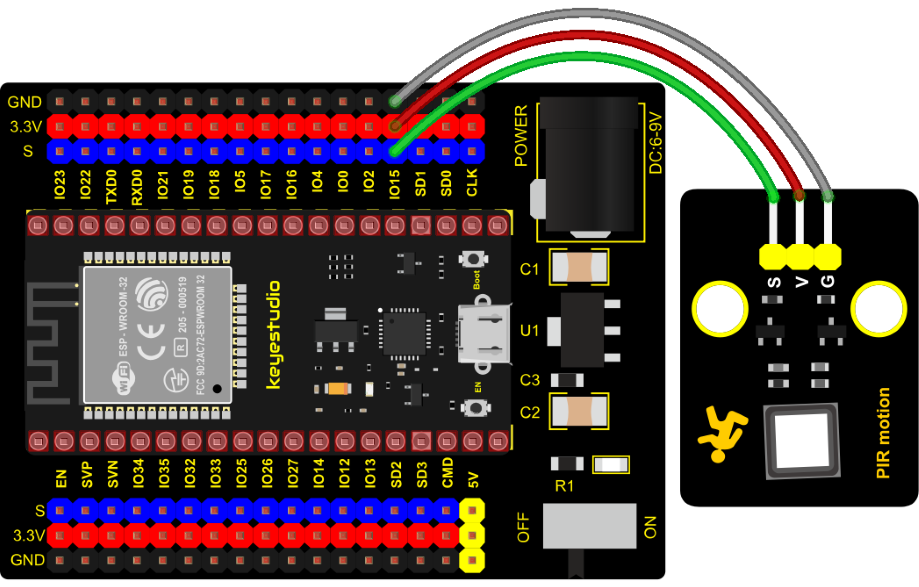 GND
3.3V
S
IO23
IO22
TXD0
RXD0
IO21
IO19
IO18
IO5
IO17
IO16
IO4
IO0
IO2
IO15
SD1
SD0
CLK
POWER
DC:6-9V
C1
U1
C3
C2
R1
OFF
ON
Boot
EN
keyestudio
WiFi
ESP - WROOM -32
CE
R
205 - 000519
FCC 9D:2AC72-ESPWROOM 32
EN
SVP
SVN
IO34
IO35
IO32
IO33
IO25
IO26
IO27
IO14
IO12
IO13
SD2
SD3
CMD
5V
S
3.3V
GND
S
V
G
PIR motion